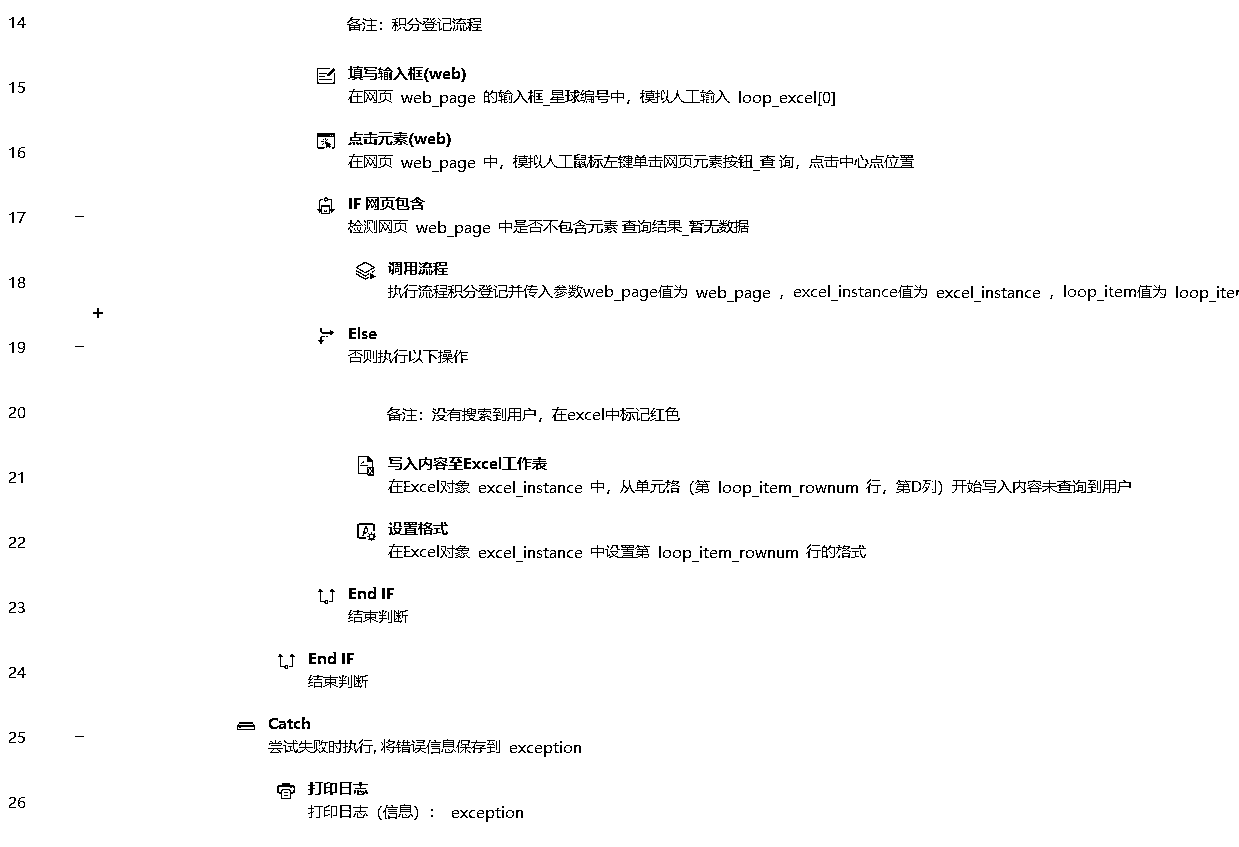 14
备注：积分登记流程
15
填写输入框(web)
在网页 web_page 的输入框_星球编号中，模拟人工输入 loop_excel[0]
16
点击元素(web)
在网页 web_page 中，模拟人工鼠标左键单击网页元素按钮_查 询，点击中心点位置
17
IF 网页包含
检测网页 web_page 中是否不包含元素 查询结果_暂无数据
18
调用流程
执行流程积分登记并传入参数web_page值为 web_page ，excel_instance值为 excel_instance ，loop_item值为
19
Else
否则执行以下操作
20
备注：没有搜索到用户，在excel中标记红色
21
写入内容至Excel工作表
在Excel对象 excel_instance 中，从单元格（第 loop_item_rownum 行，第D列）开始写入内容未查询到用户
22
设置格式
在Excel对象 excel_instance 中设置第 loop_item_rownum 行的格式
23
End IF
结束判断
24
End IF
结束判断
25
Catch
尝试失败时执行, 将错误信息保存到 exception
26
打印日志
打印日志（信息）： exception